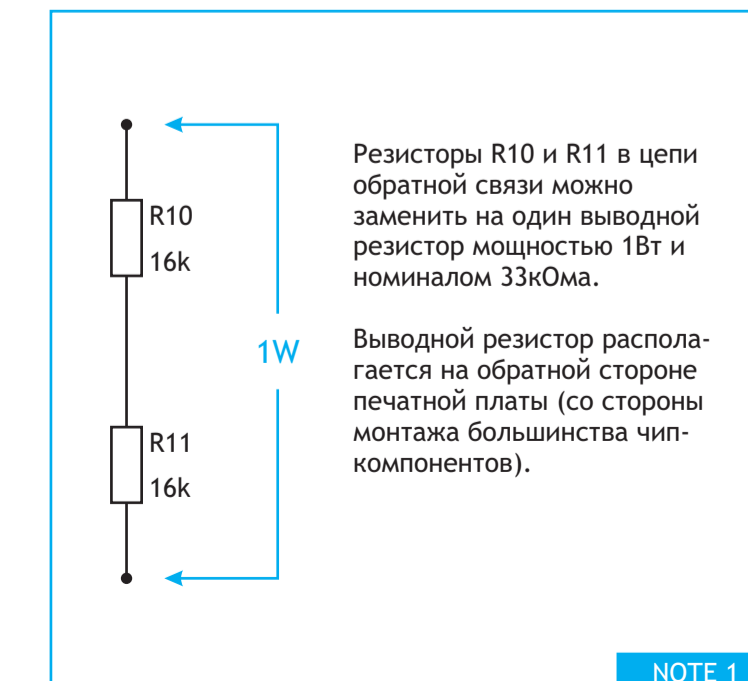 R10
16k
1W
R11
16k
Резисторы R10 и R11 в цепи
обратной связи можно
заменить на один выводной
резистор мощностью 1Вт и
номиналом 33кОма.
Выводной резистор распола-
гается на обратной стороне
печатной платы (со стороны
монтажа большинства чип-
компонентов).
NOTE 1